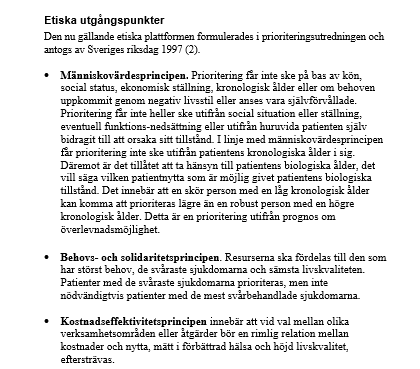 Etiska utgångspunkter
Den nu gällande etiska plattformen formulerades i prioriteringsutredningen och
antogs av Sveriges riksdag 1997 (2).
• Människovärdesprincipen. Prioritering får inte ske på bas av kön,
social status, ekonomisk ställning, kronologisk ålder eller om behoven
uppkommit genom negativ livsstil eller anses vara självförvållade.
Prioritering får inte heller ske utifrån social situation eller ställning,
eventuell funktions-nedsättning eller utifrån huruvida patienten själv
bidragit till att orsaka sitt tillstånd. I linje med människovärdesprincipen
får prioritering inte ske utifrån patientens kronologiska ålder i sig.
Däremot är det tillåtet att ta hänsyn till patientens biologiska ålder, det
vill säga vilken patientnytta som är möjlig givet patientens biologiska
tillstånd. Det innebär att en skör person med en låg kronologisk ålder
kan komma att prioriteras lägre än en robust person med en högre
kronologisk ålder. Detta är en prioritering utifrån prognos om
överlevnadsmöjlighet.
• Behovs- och solidaritetsprincipen. Resurserna ska fördelas till den som
har störst behov, de svåraste sjukdomarna och sämsta livskvaliteten.
Patienter med de svåraste sjukdomarna prioriteras, men inte
nödvändigtvis patienter med de mest svårbehandlade sjukdomarna.
• Kostnadseffektivitetsprincipen innebär att vid val mellan olika
verksamhetsområden eller åtgärder bör en rimlig relation mellan
kostnader och nytta, mätt i förbättrad hälsa och höjd livskvalitet,
eftersträvas.